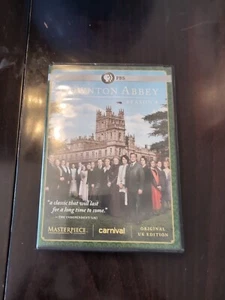 PBS
DOWNTON ABBEY
"a classic that will last
for a long time to come."
MASTERPIECE
carnival
ORIGINAL
UK EDITION